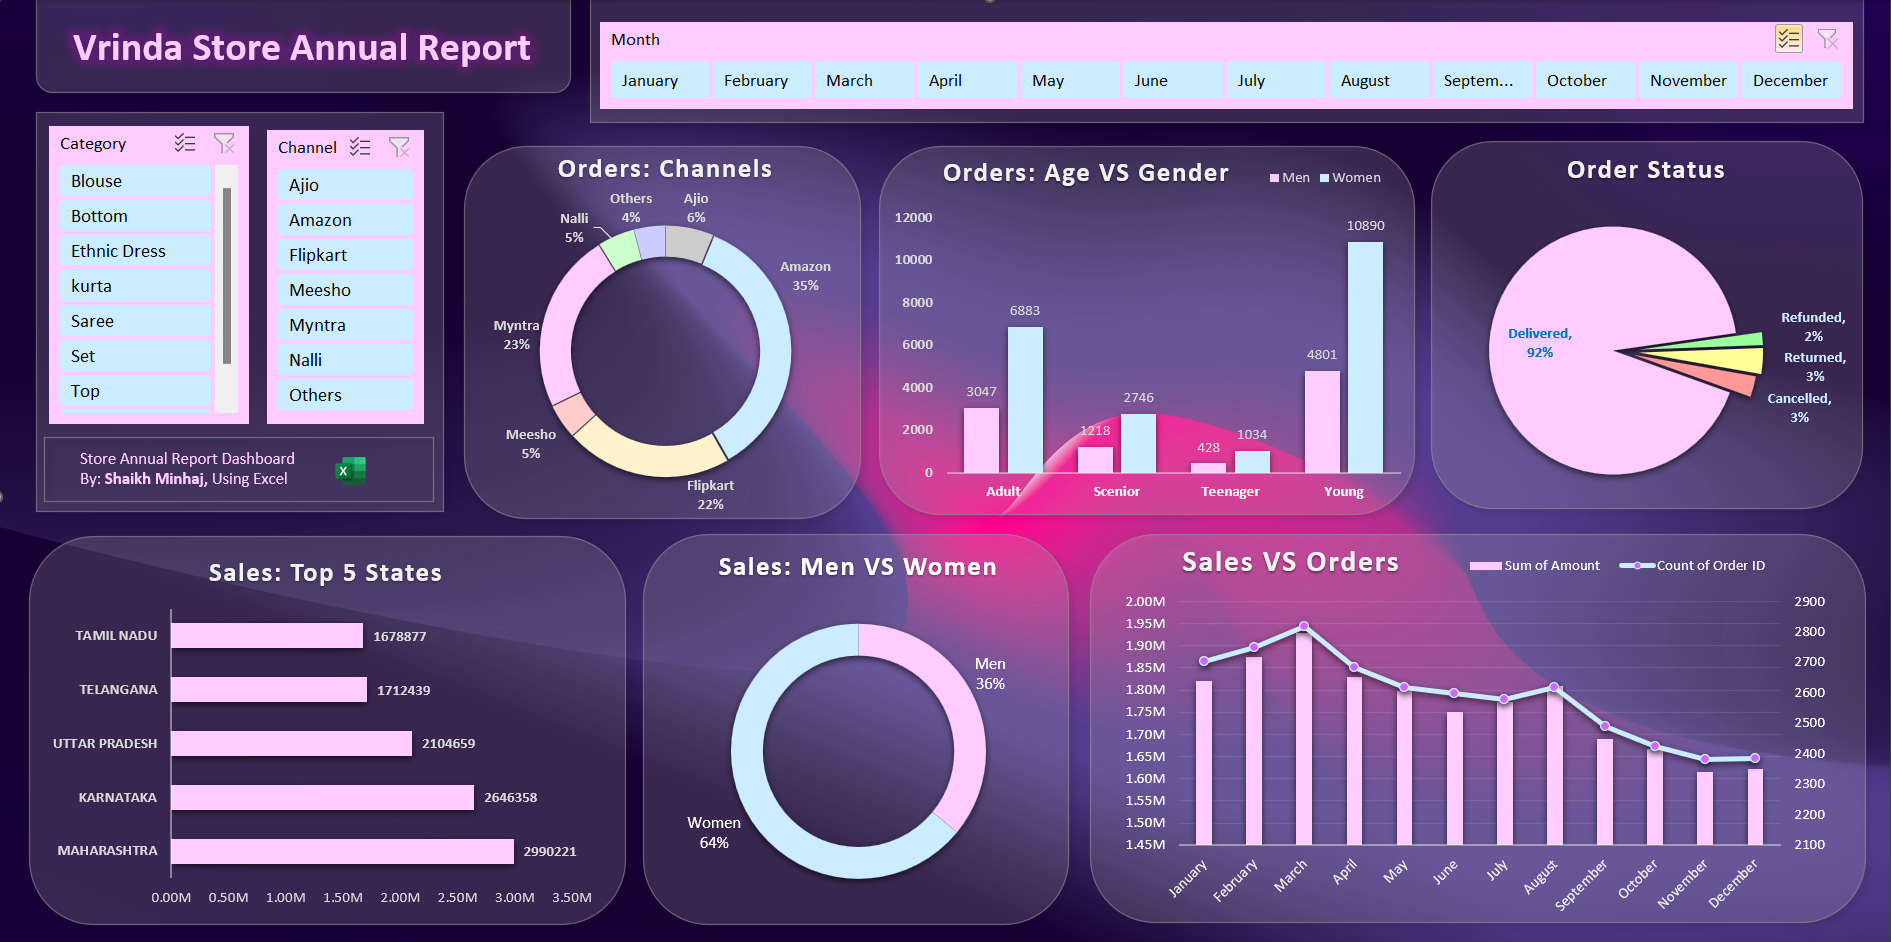 Vrinda Store Annual Report
Month
January February March April May June July August Septem... October November December
Category
Blouse
Bottom
Ethnic Dress
kurta
Saree
Set
Top
Channel
Ajio
Amazon
Flipkart
Meesho
Myntra
Nalli
Others
Store Annual Report Dashboard
By: Shaikh Minhaj, Using Excel
X
Orders: Channels
Others
4%
Ajio
6%
Nalli
5%
Amazon
35%
Myntra
23%
Meesho
5%
Flipkart
22%
Orders: Age VS Gender
Men Women
12000
10000
8000
6000
4000
2000
0
3047
6883
1218
2746
428
1034
4801
10890
Adult Scenior Teenager Young
Order Status
Delivered,
92%
Refunded,
2%
Returned,
3%
Cancelled,
3%
Sales: Top 5 States
TAMIL NADU 1678877
TELANGANA 1712439
UTTAR PRADESH 2104659
KARNATAKA 2646358
MAHARASHTRA 2990221
0.00M 0.50M 1.00M 1.50M 2.00M 2.50M 3.00M 3.50M
Sales: Men VS Women
Men
36%
Women
64%
Sales VS Orders
Sum of Amount Count of Order ID
2.00M
1.95M
1.90M
1.85M
1.80M
1.75M
1.70M
1.65M
1.60M
1.55M
1.50M
1.45M
2900
2800
2700
2600
2500
2400
2300
2200
2100
January February March April May June July August September October November December